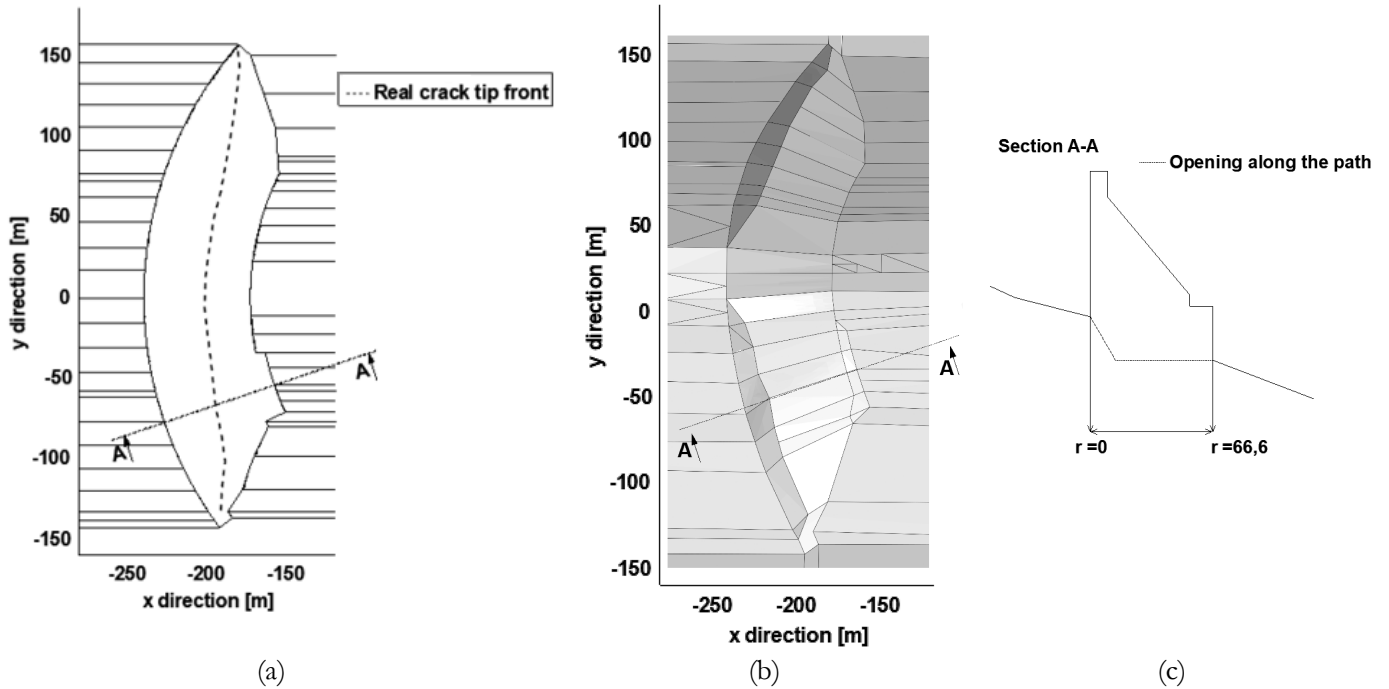 150
100
50
0
-50
-100
-150
y direction [m]
-250 -200 -150
x direction [m]
Real crack tip front
A
A
(a)
150
100
50
0
-50
-100
-150
y direction [m]
-250 -200 -150
x direction [m]
A
A
(b)
Section A-A
Opening along the path
r =0 r =66,6
(c)